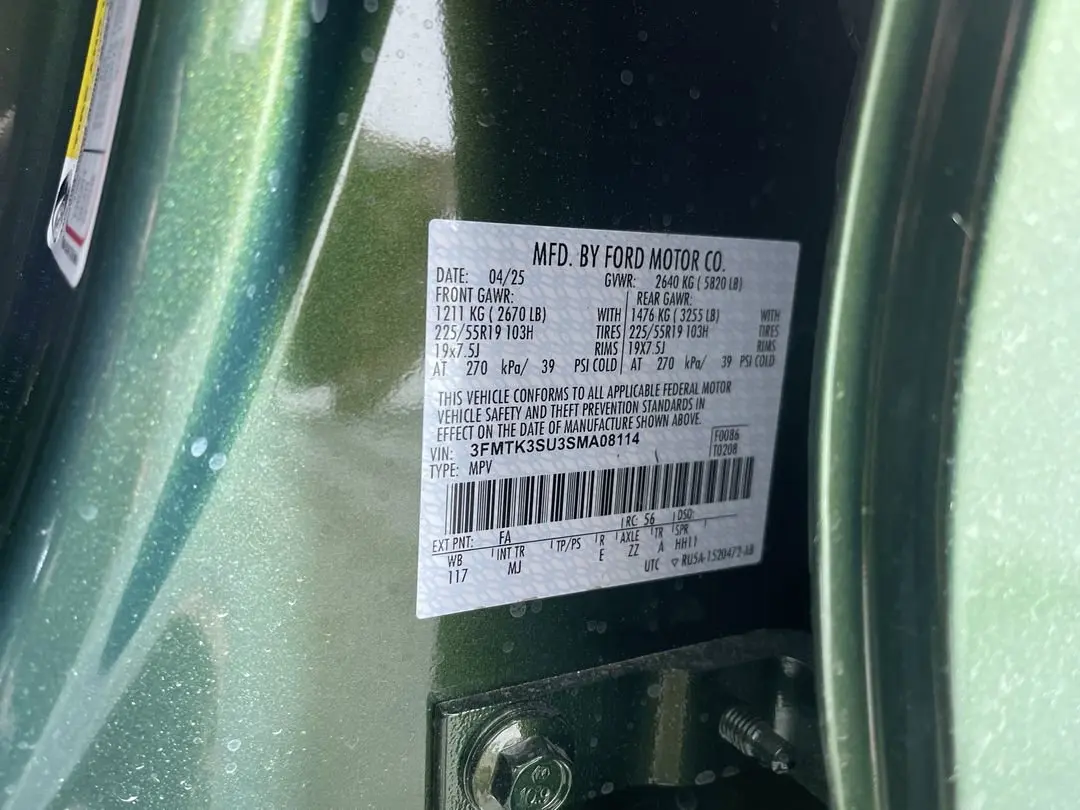 MFD. BY FORD MOTOR CO.
DATE: 04/25 GVWR: 2640 KG ( 5820 LB)
FRONT GAWR: REAR GAWR:
1211 KG ( 2670 LB) WITH 1476 KG ( 3255 LB) WITH
225/55R19 103H TIRES 225/55R19 103H TIRES
19x7.5J RIMS 19X7.5J RIMS
AT 270 kPa/ 39 PSI COLD AT 270 kPa/ 39 PSI COLD
THIS VEHICLE CONFORMS TO ALL APPLICABLE FEDERAL MOTOR
VEHICLE SAFETY AND THEFT PREVENTION STANDARDS IN
EFFECT ON THE DATE OF MANUFACTURE SHOWN ABOVE.
VIN: 3FMTK3SU3SMA08114 F0086
TYPE: MPV T0208
EXT PNT: FA RC: 56 DSO:
WB INT TR TP/PS R AXLE TR SPR
117 MJ E ZZ A HH11
UTC RU5A-1520472-AB
10.9